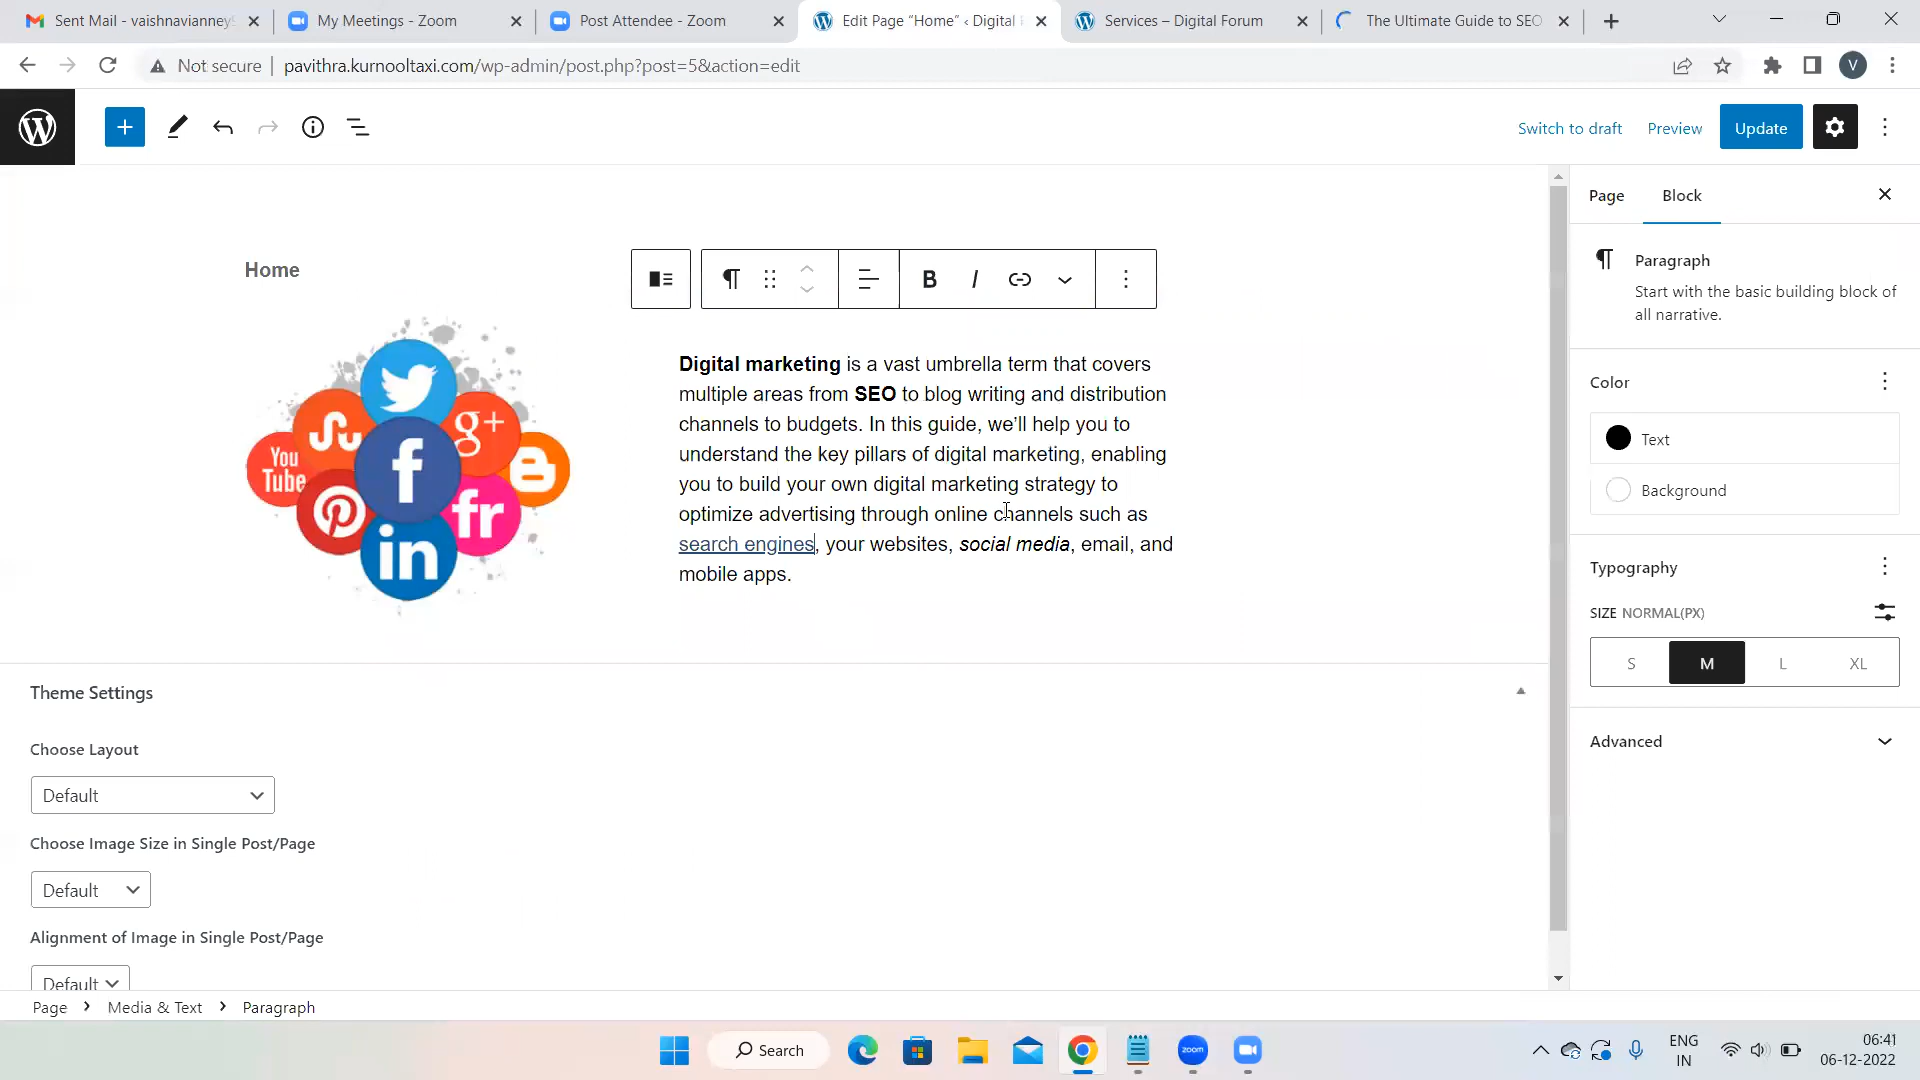 Sent Mail - vaishnavianney
My Meetings - Zoom
Post Attendee - Zoom
Edit Page “Home” ‹ Digital
Services – Digital Forum
The Ultimate Guide to SEO
Not secure
pavithra.kurnooltaxi.com/wp-admin/post.php?post=5&action=edit
V
Switch to draft
Preview
Update
Page
Block
Home
B
I
Paragraph
Start with the basic building block of
all narrative.
Digital marketing is a vast umbrella term that covers
multiple areas from SEO to blog writing and distribution
channels to budgets. In this guide, we’ll help you to
understand the key pillars of digital marketing, enabling
you to build your own digital marketing strategy to
optimize advertising through online channels such as
search engines, your websites, social media, email, and
mobile apps.
You
Tube
g+
f
fr
in
Color
Text
Background
Typography
SIZE NORMAL(PX)
S
M
L
XL
Advanced
Theme Settings
Choose Layout
Default
Choose Image Size in Single Post/Page
Default
Alignment of Image in Single Post/Page
Default
Page
Media & Text
Paragraph
Search
zoom
ENG
IN
06:41
06-12-2022